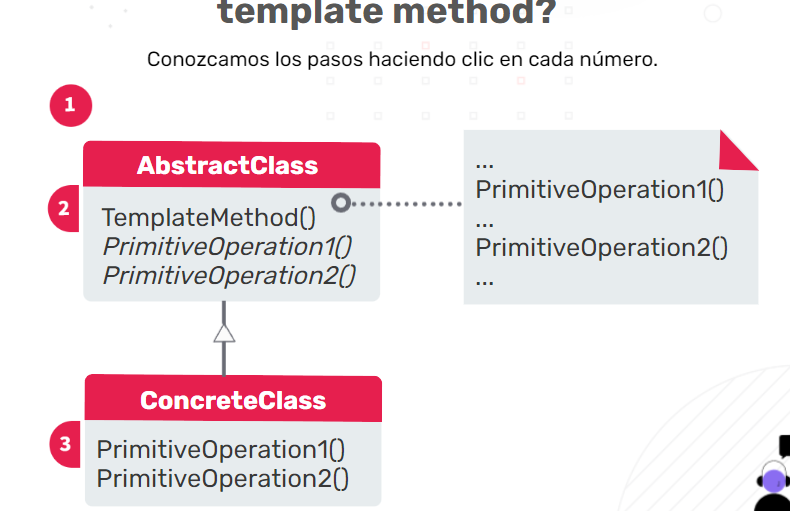 template method?
Conozcamos los pasos haciendo clic en cada número.
1
AbstractClass
2
TemplateMethod()
PrimitiveOperation1()
PrimitiveOperation2()
...
PrimitiveOperation1()
...
PrimitiveOperation2()
...
ConcreteClass
3
PrimitiveOperation1()
PrimitiveOperation2()